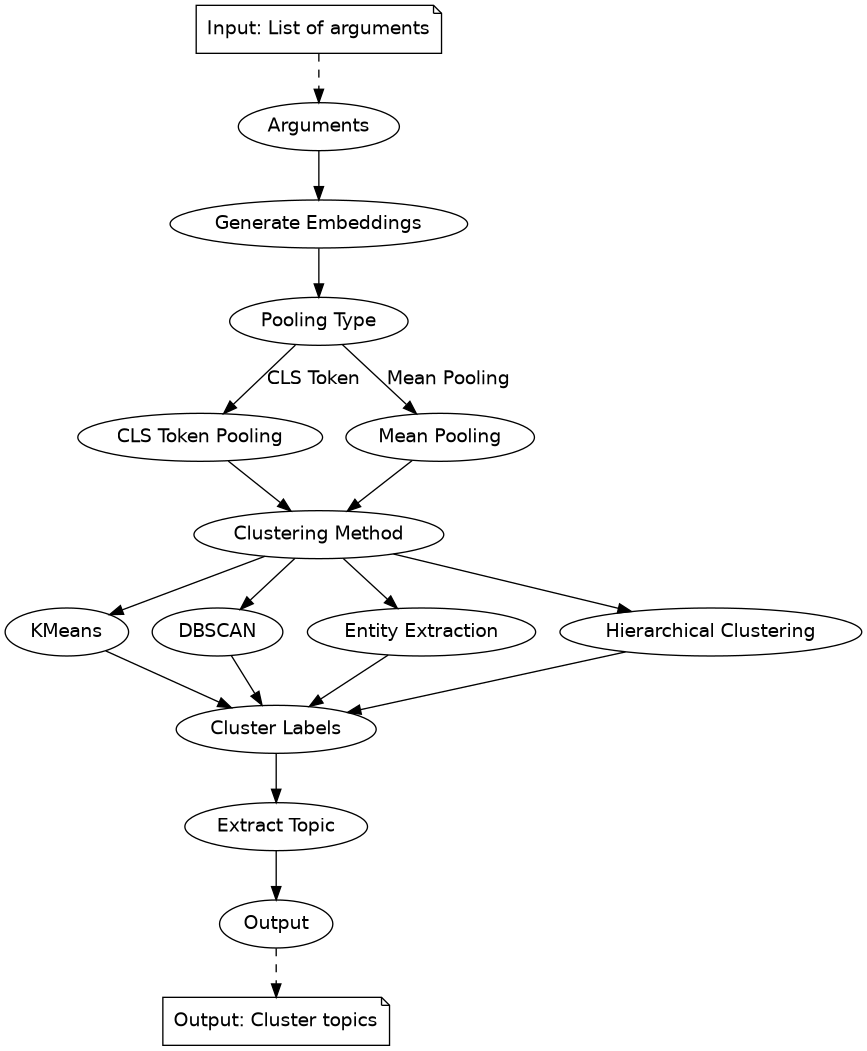 Input: List of arguments
Arguments
Generate Embeddings
Pooling Type
CLS Token
Mean Pooling
CLS Token Pooling
Mean Pooling
Clustering Method
KMeans
DBSCAN
Entity Extraction
Hierarchical Clustering
Cluster Labels
Extract Topic
Output
Output: Cluster topics